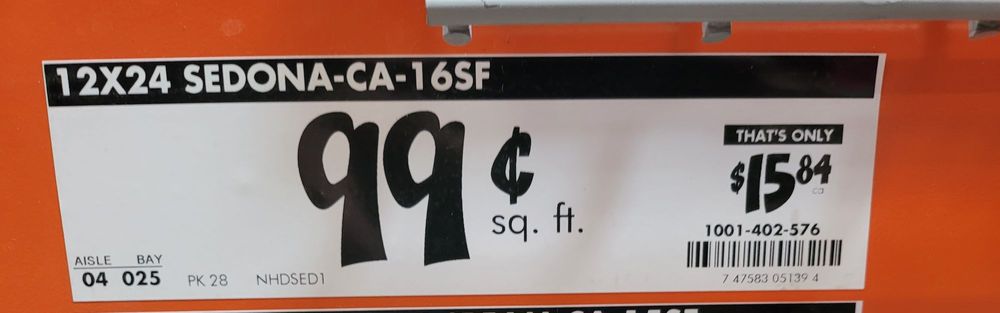 12X24 SEDONA-CA-16SF
99¢
sq. ft.
THAT'S ONLY
$15.84
ca
1001-402-576
7 47583 05139 4
AISLE BAY
04 025 PK 28 NHDSED1